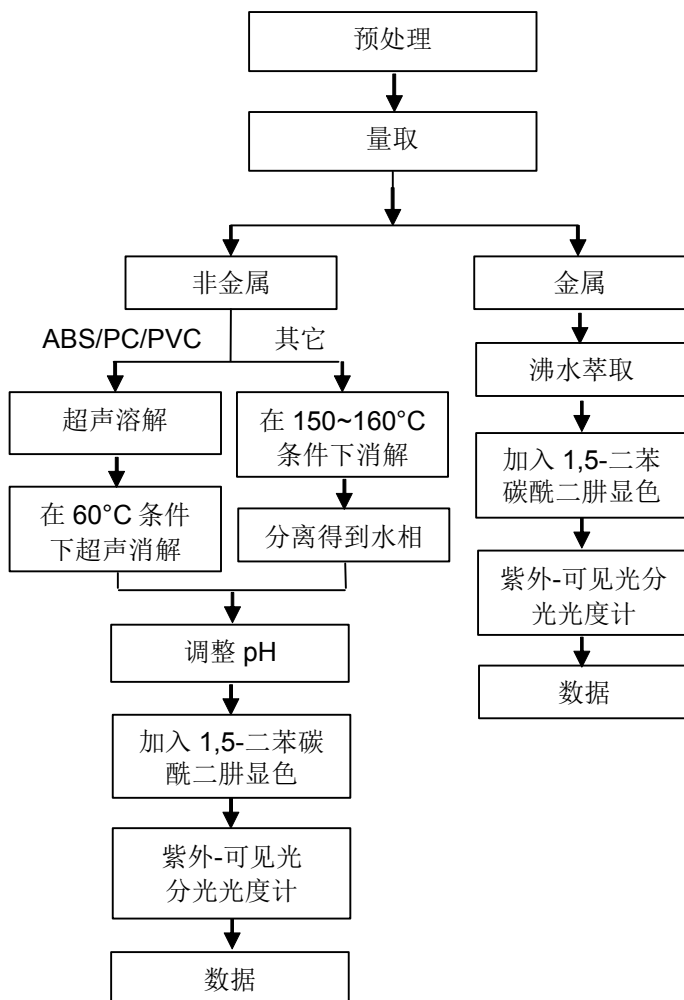 预处理
量取
非金属
金属
ABS/PC/PVC
其它
沸水萃取
超声溶解
在 150~160°C
条件下消解
加入 1,5-二苯
碳酰二肼显色
在 60°C 条件
下超声消解
分离得到水相
紫外-可见光分
光光度计
调整 pH
数据
加入 1,5-二苯碳
酰二肼显色
紫外-可见光
分光光度计
数据